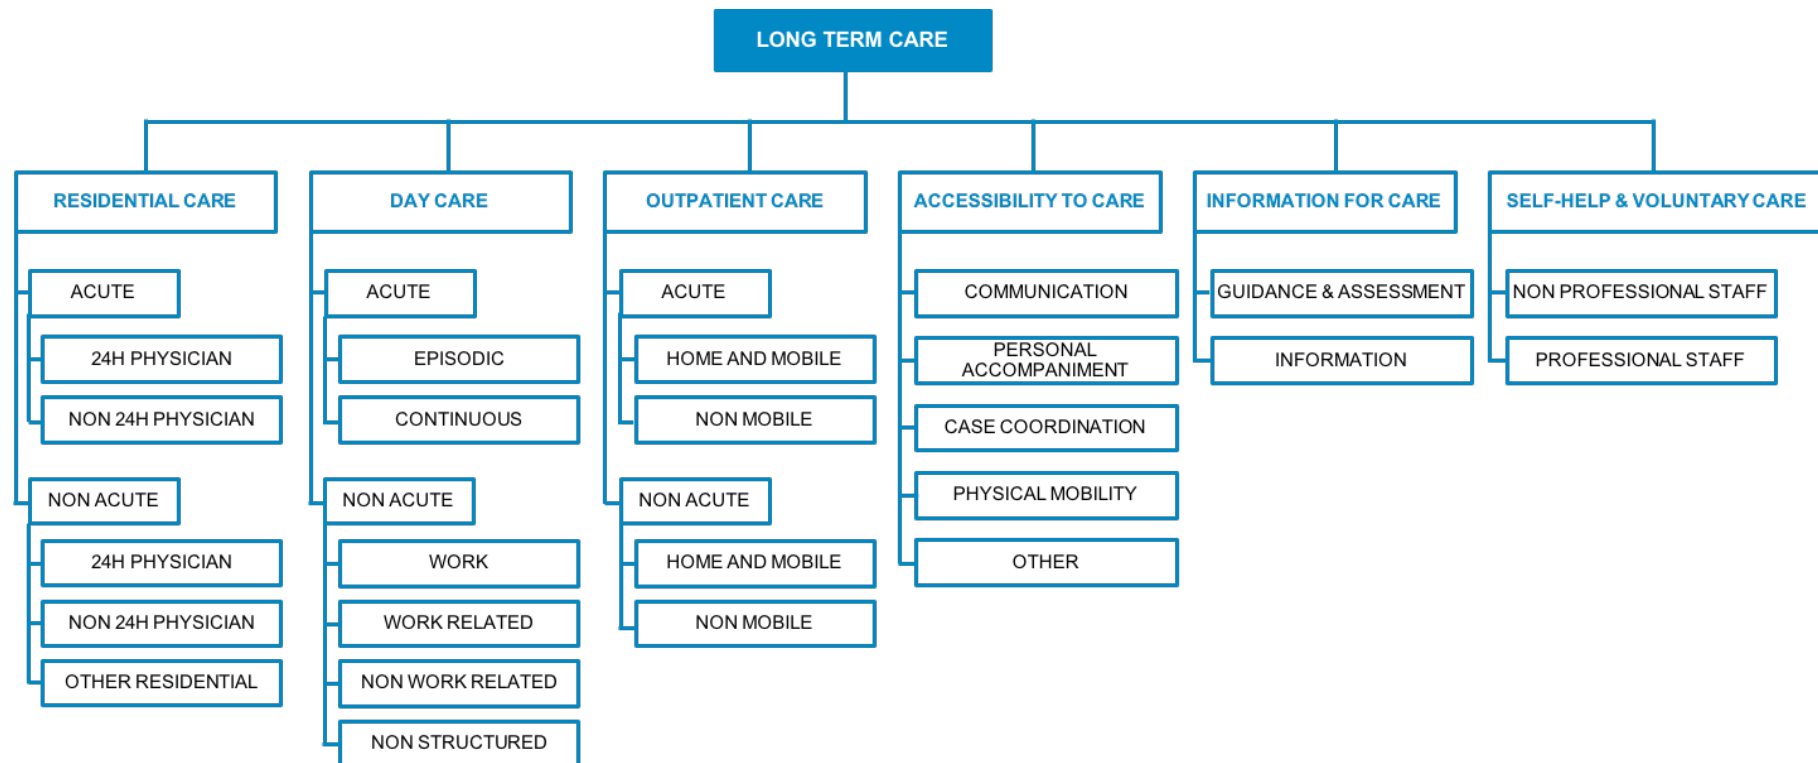 LONG TERM CARE
RESIDENTIAL CARE
ACUTE
24H PHYSICIAN
NON 24H PHYSICIAN
NON ACUTE
24H PHYSICIAN
NON 24H PHYSICIAN
OTHER RESIDENTIAL
DAY CARE
ACUTE
EPISODIC
CONTINUOUS
NON ACUTE
WORK
WORK RELATED
NON WORK RELATED
NON STRUCTURED
OUTPATIENT CARE
ACUTE
HOME AND MOBILE
NON MOBILE
NON ACUTE
HOME AND MOBILE
NON MOBILE
ACCESSIBILITY TO CARE
COMMUNICATION
PERSONAL
ACCOMPANIMENT
CASE COORDINATION
PHYSICAL MOBILITY
OTHER
INFORMATION FOR CARE
GUIDANCE & ASSESSMENT
INFORMATION
SELF-HELP & VOLUNTARY CARE
NON PROFESSIONAL STAFF
PROFESSIONAL STAFF